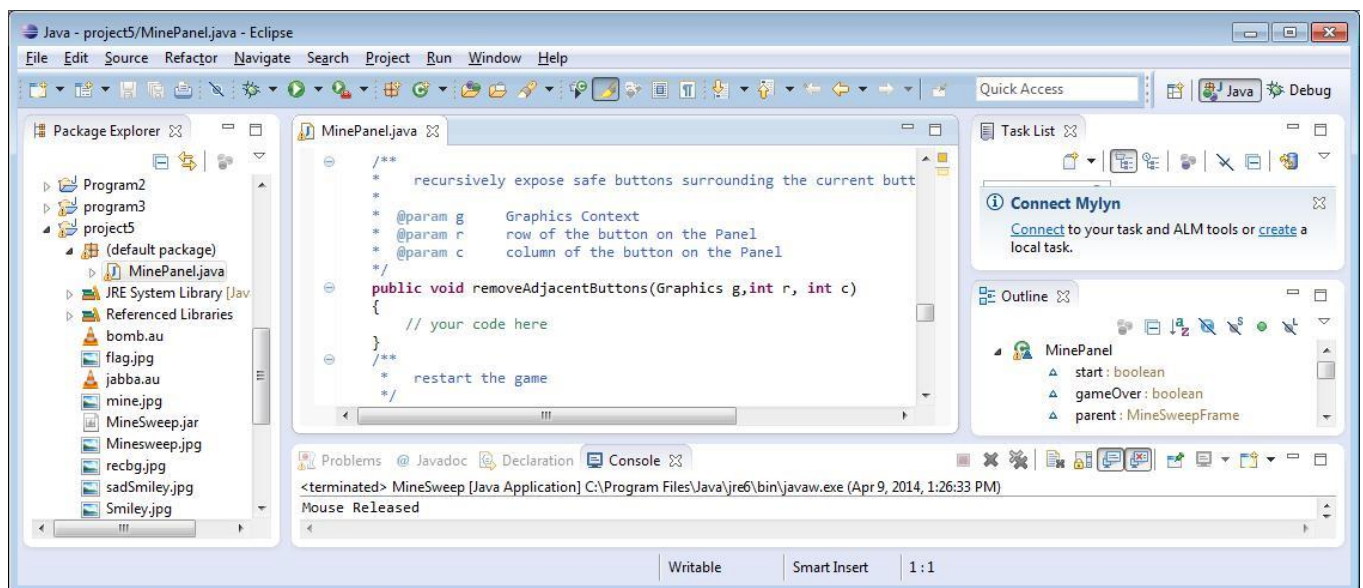 Java - project5/MinePanel.java - Eclipse
File Edit Source Refactor Navigate Search Project Run Window Help
Quick Access
Java
Debug
Package Explorer
Program2
program3
project5
(default package)
MinePanel.java
JRE System Library [Jav
Referenced Libraries
bomb.au
flag.jpg
jabba.au
mine.jpg
MineSweep.jar
Minesweep.jpg
recbg.jpg
sadSmiley.jpg
Smiley.jpg
MinePanel.java
/**
*    recursively expose safe buttons surrounding the current butt
*
*  @param g     Graphics Context
*  @param r     row of the button on the Panel
*  @param c     column of the button on the Panel
*/
public void removeAdjacentButtons(Graphics g,int r, int c)
{
// your code here
}
/**
*   restart the game
*/
Task List
Connect Mylyn
Connect to your task and ALM tools or create a
local task.
Outline
MinePanel
start : boolean
gameOver : boolean
parent : MineSweepFrame
Problems @ Javadoc Declaration Console
<terminated> MineSweep [Java Application] C:\Program Files\Java\jre6\bin\javaw.exe (Apr 9, 2014, 1:26:33 PM)
Mouse Released
Writable Smart Insert 1 : 1